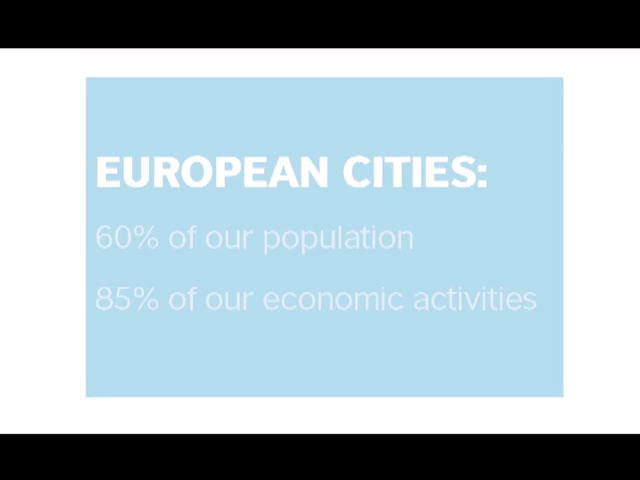 EUROPEAN CITIES:
60% of our population
85% of our economic activities